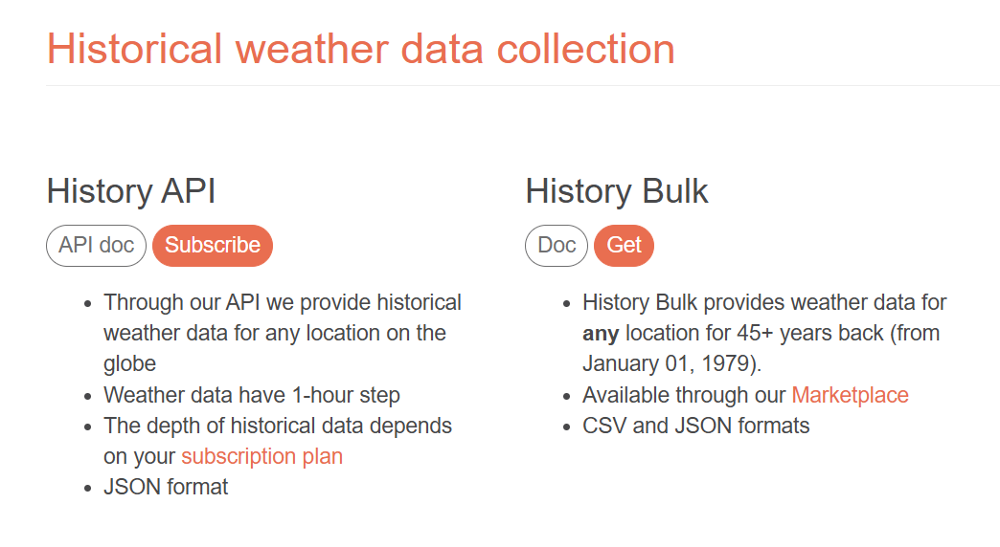 Historical weather data collection
History API
API doc
Subscribe
Through our API we provide historical
weather data for any location on the
globe
Weather data have 1-hour step
The depth of historical data depends
on your subscription plan
JSON format
History Bulk
Doc
Get
History Bulk provides weather data for
any location for 45+ years back (from
January 01, 1979).
Available through our Marketplace
CSV and JSON formats